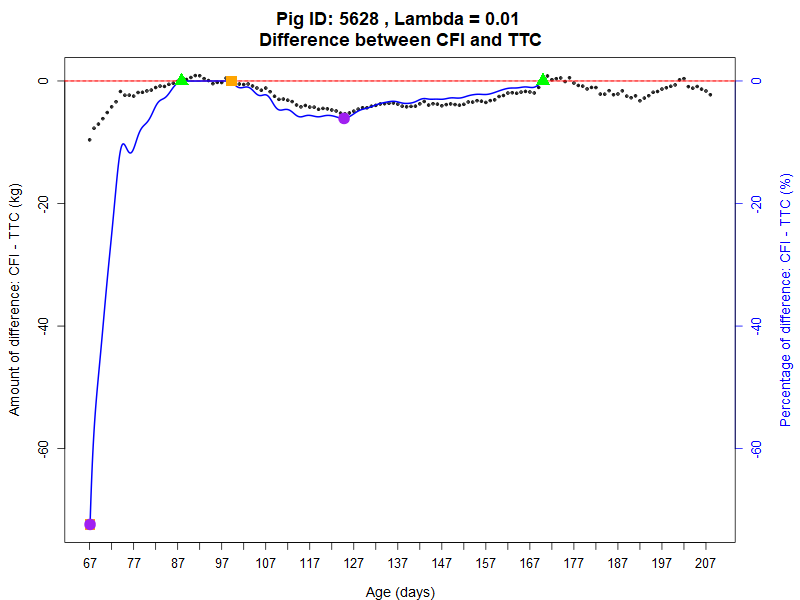 Pig ID: 5628 , Lambda = 0.01
Difference between CFI and TTC
Amount of difference: CFI - TTC (kg)
0
-20
-40
-60
0
-20
-40
-60
Percentage of difference: CFI - TTC (%)
67 77 87 97 107 117 127 137 147 157 167 177 187 197 207
Age (days)